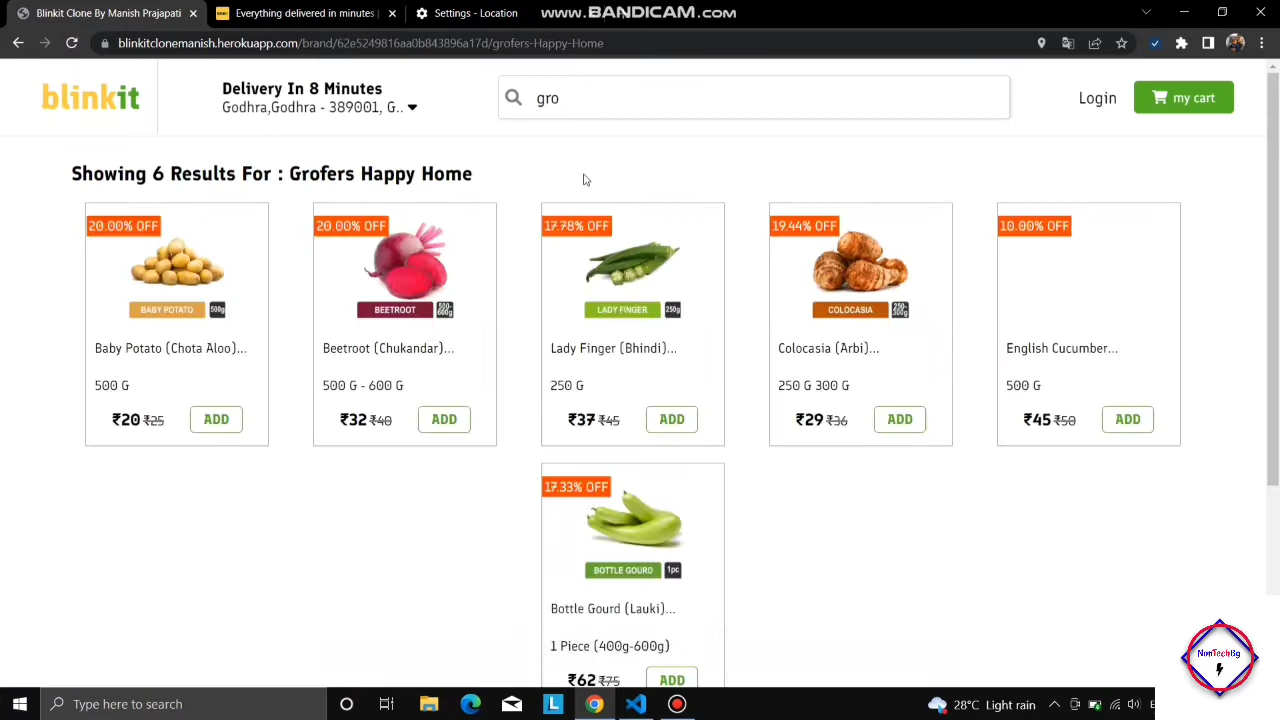 Blinkit Clone By Manish Prajapati
Everything delivered in minutes |
Settings - Location
www.BANDICAM.com
blinkitclonemanish.herokuapp.com/brand/62e5249816aa0b843896a17d/grofers-Happy-Home
blinkit
Delivery In 8 Minutes
Godhra,Godhra - 389001, G..
gro
Login
my cart
Showing 6 Results For : Grofers Happy Home
20.00% OFF
BABY POTATO 500g
Baby Potato (Chota Aloo)...
500 G
₹20 ₹25 ADD
20.00% OFF
BEETROOT 500-600g
Beetroot (Chukandar)...
500 G - 600 G
₹32 ₹40 ADD
17.78% OFF
LADY FINGER 250g
Lady Finger (Bhindi)...
250 G
₹37 ₹45 ADD
19.44% OFF
COLOCASIA 250-300g
Colocasia (Arbi)...
250 G 300 G
₹29 ₹36 ADD
10.00% OFF
English Cucumber...
500 G
₹45 ₹50 ADD
17.33% OFF
BOTTLE GOURD 1pc
Bottle Gourd (Lauki)...
1 Piece (400g-600g)
₹62 ₹75 ADD
NonTechBg
Type here to search
28°C Light rain